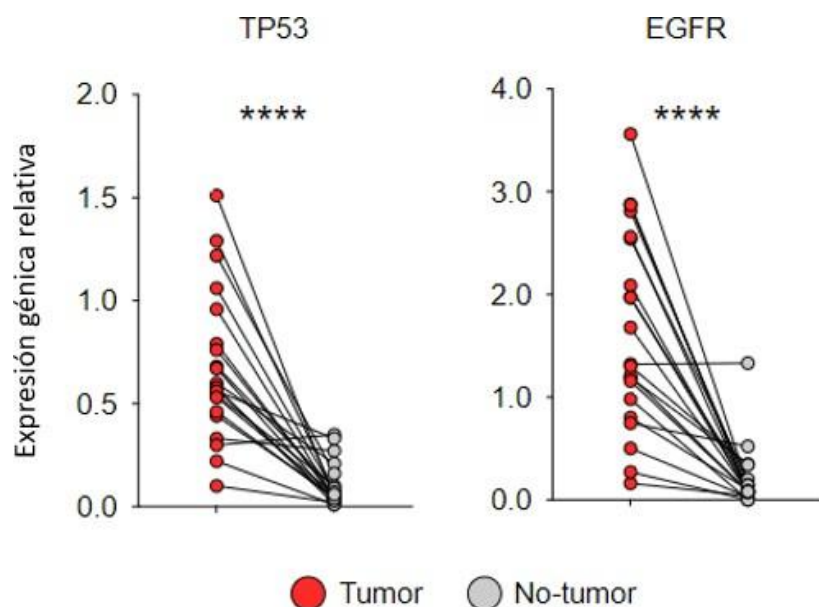 TP53
EGFR
Expresión génica relativa
2.0
1.5
1.0
0.5
0.0
****
4.0
3.0
2.0
1.0
0.0
****
Tumor
No-tumor